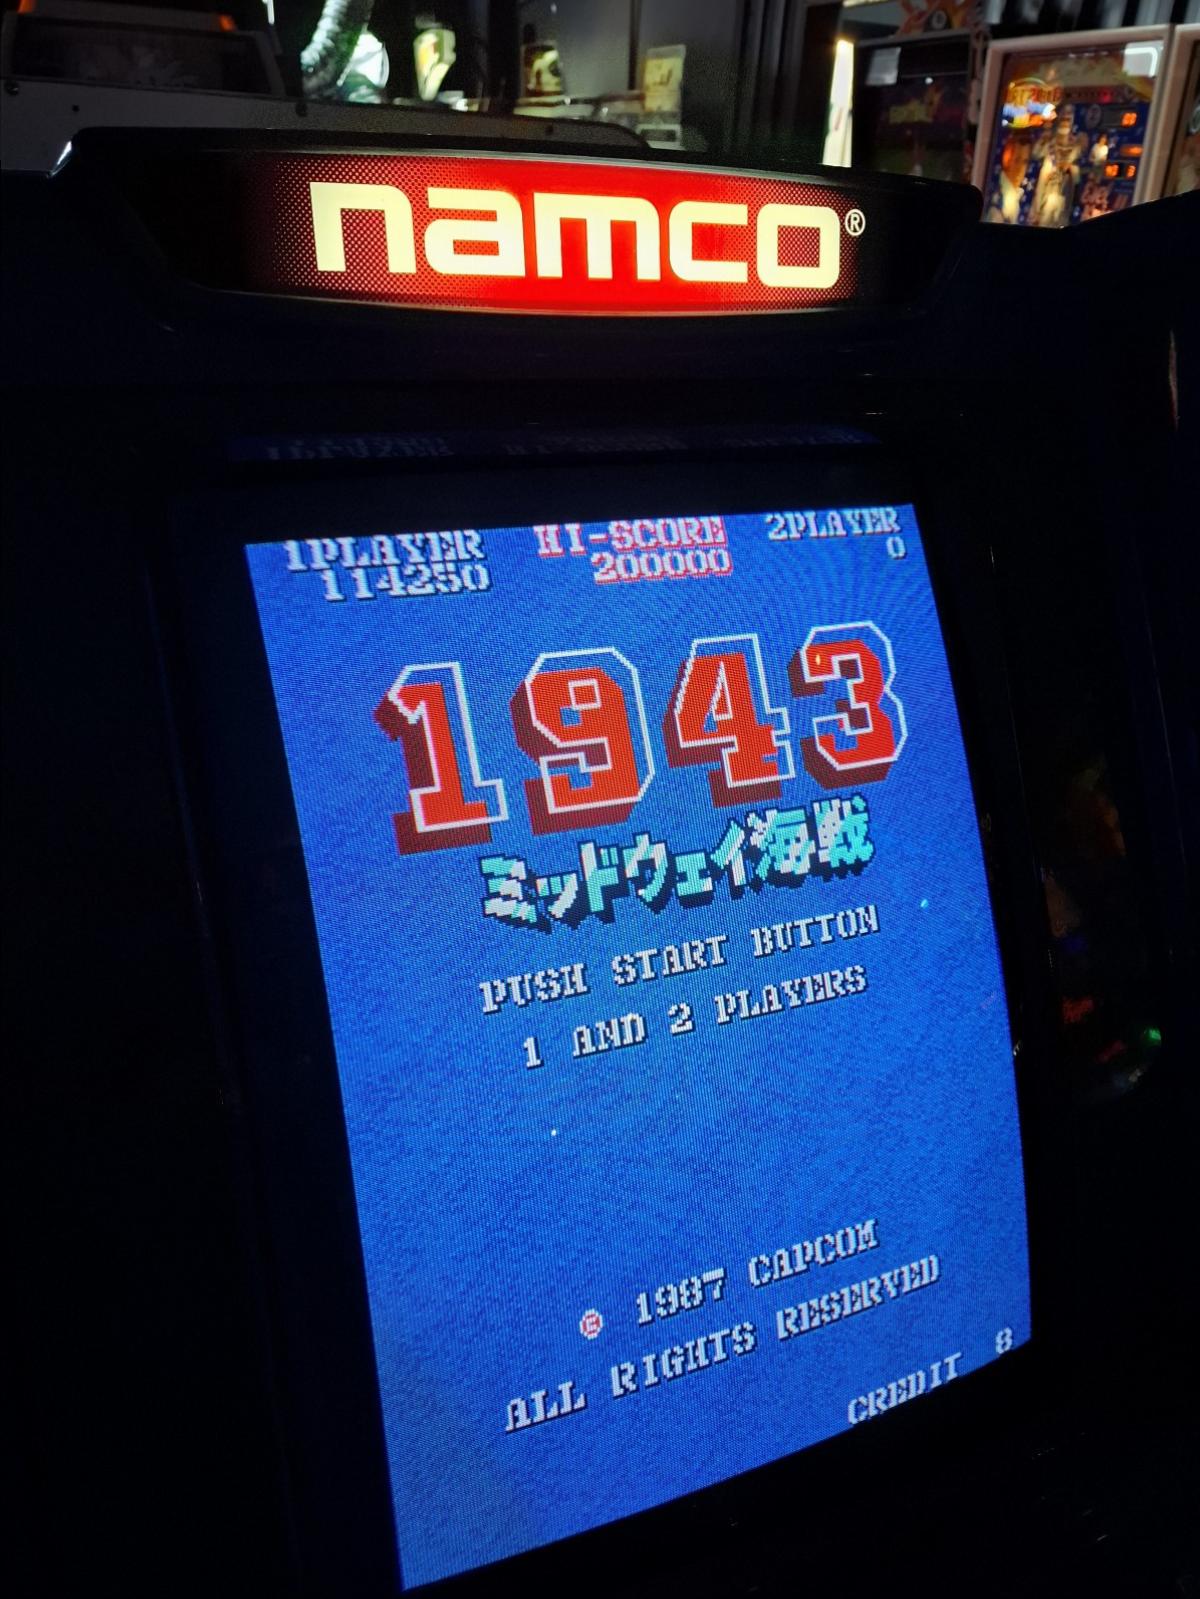 namco®
1PLAYER HI-SCORE 2PLAYER
114250 200000 0
1943
ミッドウェイ海戦
PUSH START BUTTON
1 AND 2 PLAYERS
© 1987 CAPCOM
ALL RIGHTS RESERVED
CREDIT 8